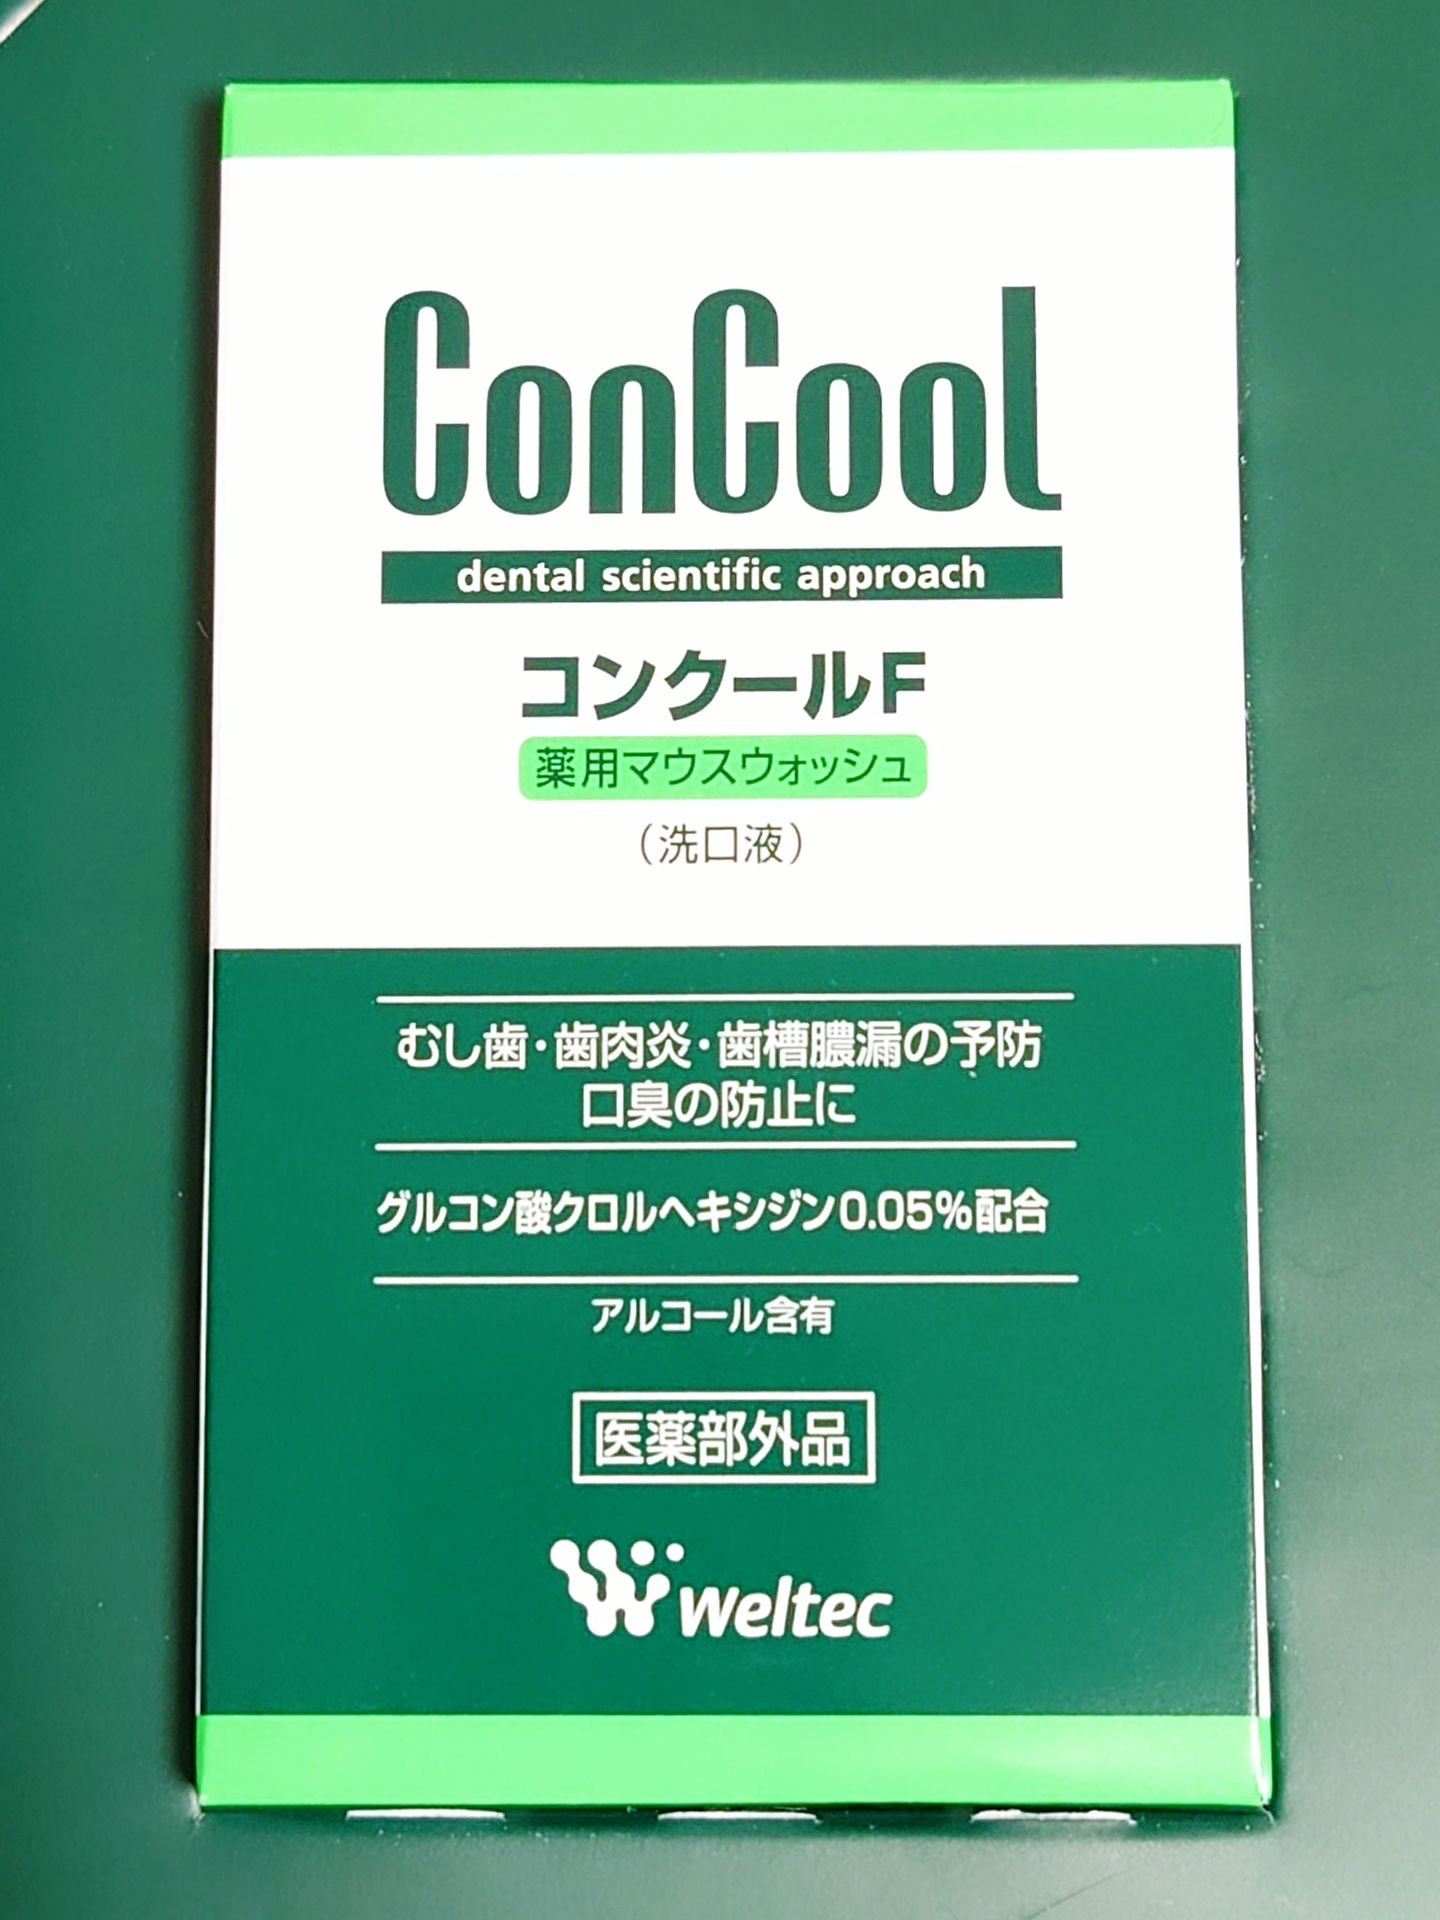 ConCool
dental scientific approach
コンクールF
薬用マウスウォッシュ
（洗口液）
むし歯・歯肉炎・歯槽膿漏の予防
口臭の防止に
グルコン酸クロルヘキシジン0.05%配合
アルコール含有
医薬部外品
weltec